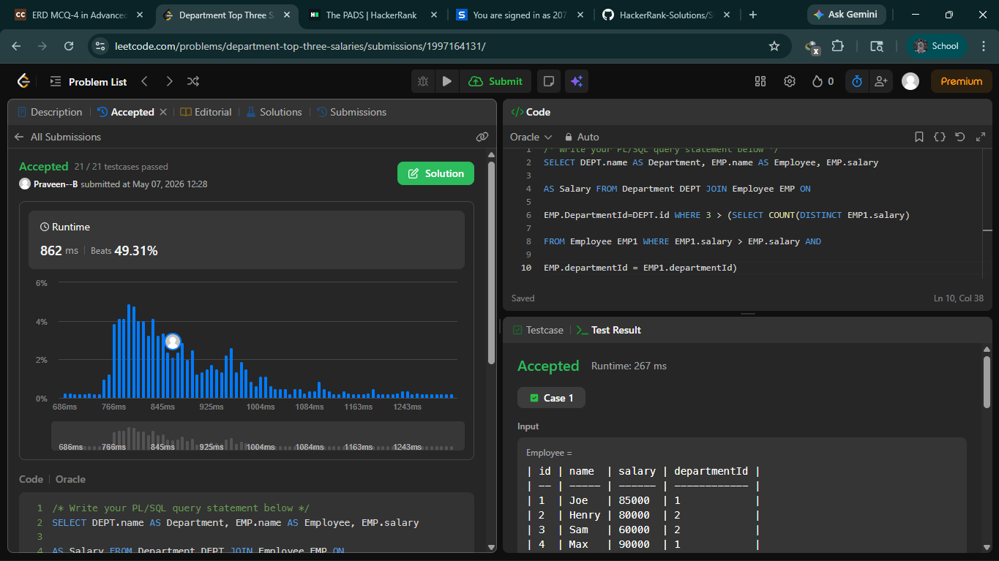 ERD MCQ-4 in Advanced
Department Top Three S
The PADS | HackerRank
You are signed in as 207
HackerRank-Solutions/S
Ask Gemini
leetcode.com/problems/department-top-three-salaries/submissions/1997164131/
School
Problem List
Submit
0
Premium
Description
Accepted
Editorial
Solutions
Submissions
All Submissions
Accepted 21 / 21 testcases passed
Praveen--B submitted at May 07, 2026 12:28
Solution
Runtime
862 ms Beats 49.31%
6%
4%
2%
0%
686ms 766ms 845ms 925ms 1004ms 1084ms 1163ms 1243ms
686ms 766ms 845ms 925ms 1004ms 1084ms 1163ms 1243ms
Code Oracle
1 /* Write your PL/SQL query statement below */
2 SELECT DEPT.name AS Department, EMP.name AS Employee, EMP.salary
3
4 AS Salary FROM Department DEPT JOIN Employee EMP ON
Code
Oracle
Auto
1 /* Write your PL/SQL query statement below */
2 SELECT DEPT.name AS Department, EMP.name AS Employee, EMP.salary
3
4 AS Salary FROM Department DEPT JOIN Employee EMP ON
5
6 EMP.DepartmentId=DEPT.id WHERE 3 > (SELECT COUNT(DISTINCT EMP1.salary)
7
8 FROM Employee EMP1 WHERE EMP1.salary > EMP.salary AND
9
10 EMP.departmentId = EMP1.departmentId)
Saved
Ln 10, Col 38
Testcase
Test Result
Accepted Runtime: 267 ms
Case 1
Input
Employee =
| id | name | salary | departmentId |
| -- | ----- | ------ | ------------ |
| 1 | Joe | 85000 | 1 |
| 2 | Henry | 80000 | 2 |
| 3 | Sam | 60000 | 2 |
| 4 | Max | 90000 | 1 |